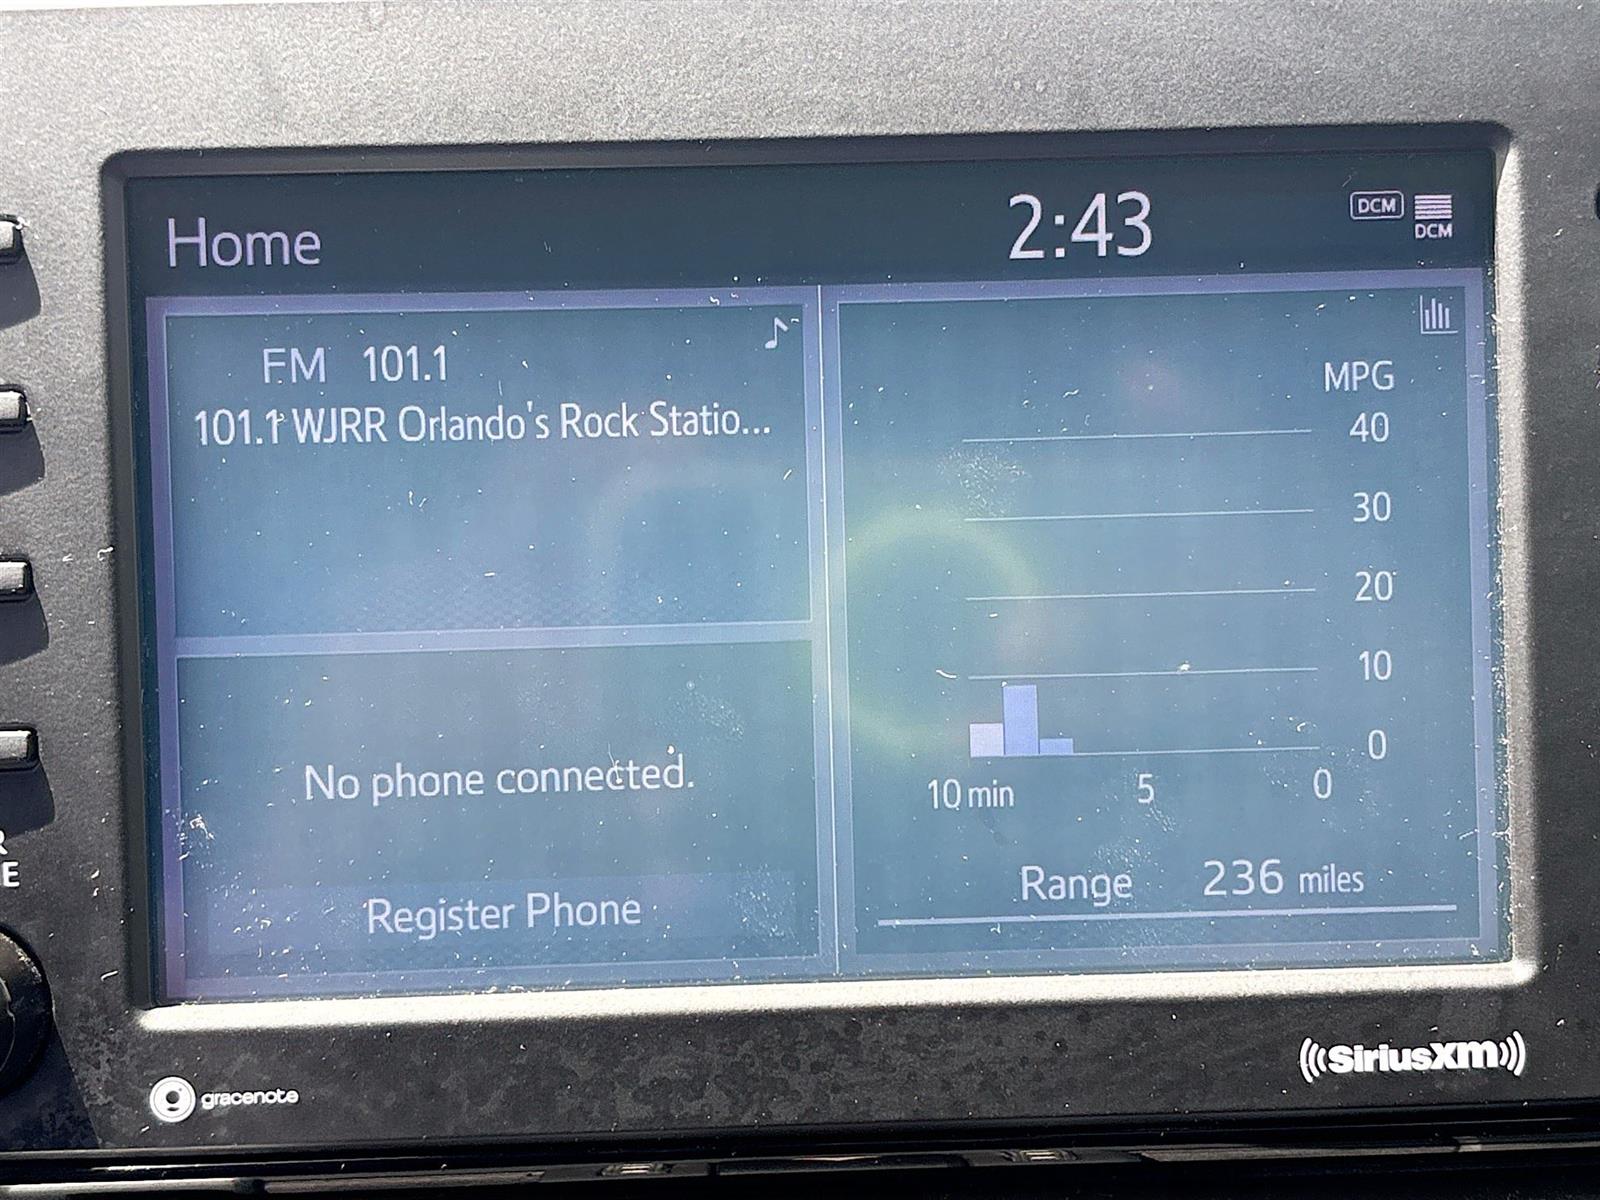 Home
2:43
DCM
DCM
FM 101.1
101.1 WJRR Orlando's Rock Statio...
No phone connected.
Register Phone
MPG
40
30
20
10
0
10 min 5 0
Range 236 miles
R
E
gracenote
SiriusXM